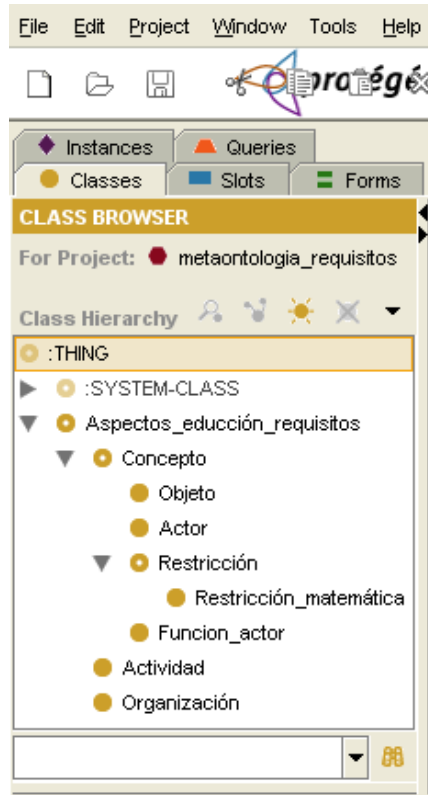 File Edit Project Window Tools Help
protégé
Instances Queries
Classes Slots Forms
CLASS BROWSER
For Project: metaontologia_requisitos
Class Hierarchy
:THING
:SYSTEM-CLASS
Aspectos_educción_requisitos
Concepto
Objeto
Actor
Restricción
Restricción_matemática
Funcion_actor
Actividad
Organización